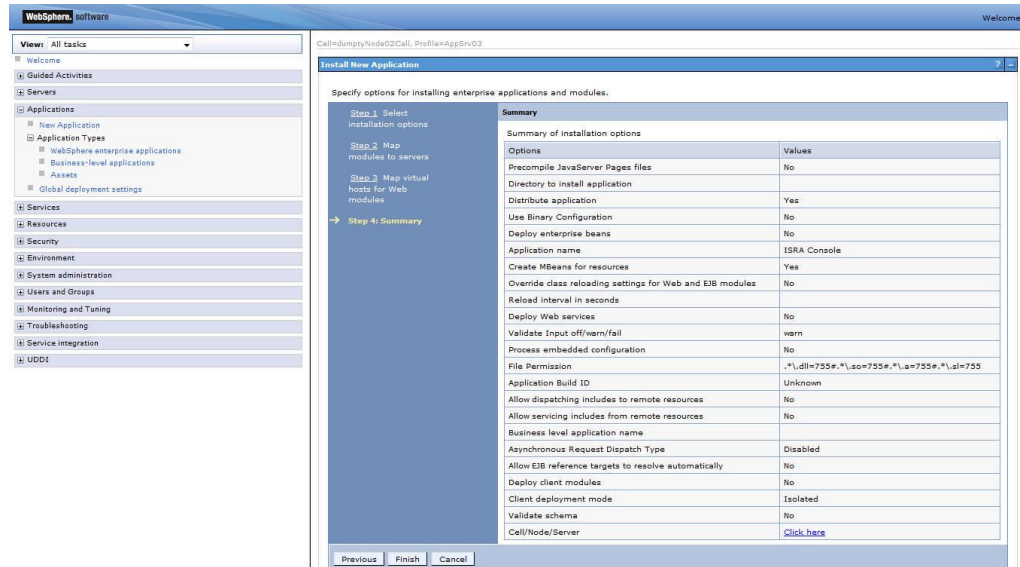 WebSphere. software
Welcome
View: All tasks
Welcome
Guided Activities
Servers
Applications
New Application
Application Types
WebSphere enterprise applications
Business-level applications
Assets
Global deployment settings
Services
Resources
Security
Environment
System administration
Users and Groups
Monitoring and Tuning
Troubleshooting
Service integration
UDDI
Cell=dumptyNode02Cell, Profile=AppSrv03
Install New Application ? -
Specify options for installing enterprise applications and modules.
Step 1 Select
installation options
Step 2 Map
modules to servers
Step 3 Map virtual
hosts for Web
modules
Step 4: Summary
Summary
Summary of installation options
Options Values
Precompile JavaServer Pages files No
Directory to install application
Distribute application Yes
Use Binary Configuration No
Deploy enterprise beans No
Application name ISRA Console
Create MBeans for resources Yes
Override class reloading settings for Web and EJB modules No
Reload interval in seconds
Deploy Web services No
Validate Input off/warn/fail warn
Process embedded configuration No
File Permission .*\.dll=755#.*\.so=755#.*\.a=755#.*\.sl=755
Application Build ID Unknown
Allow dispatching includes to remote resources No
Allow servicing includes from remote resources No
Business level application name
Asynchronous Request Dispatch Type Disabled
Allow EJB reference targets to resolve automatically No
Deploy client modules No
Client deployment mode Isolated
Validate schema No
Cell/Node/Server Click here
Previous Finish Cancel